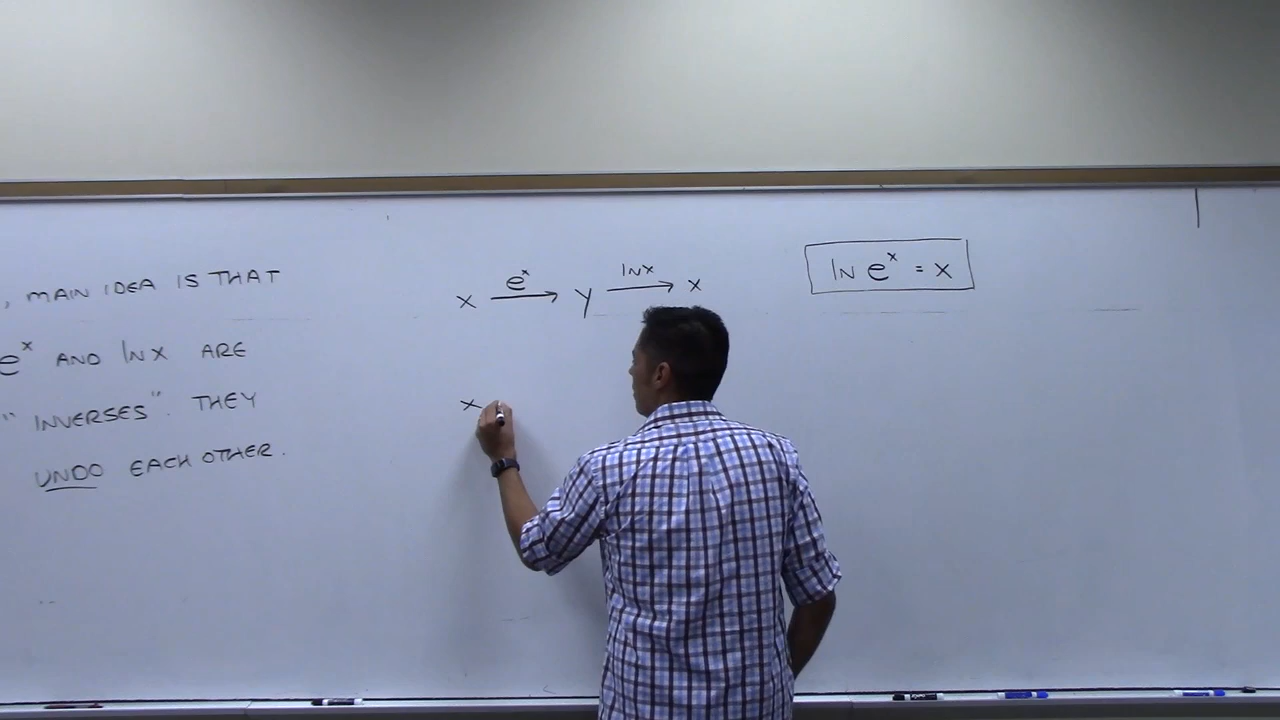 , MAIN IDEA IS THAT
e^x AND ln x ARE
"INVERSES". THEY
UNDO EACH OTHER.
x —e^x→ y —ln x→ x
x
ln e^x = x